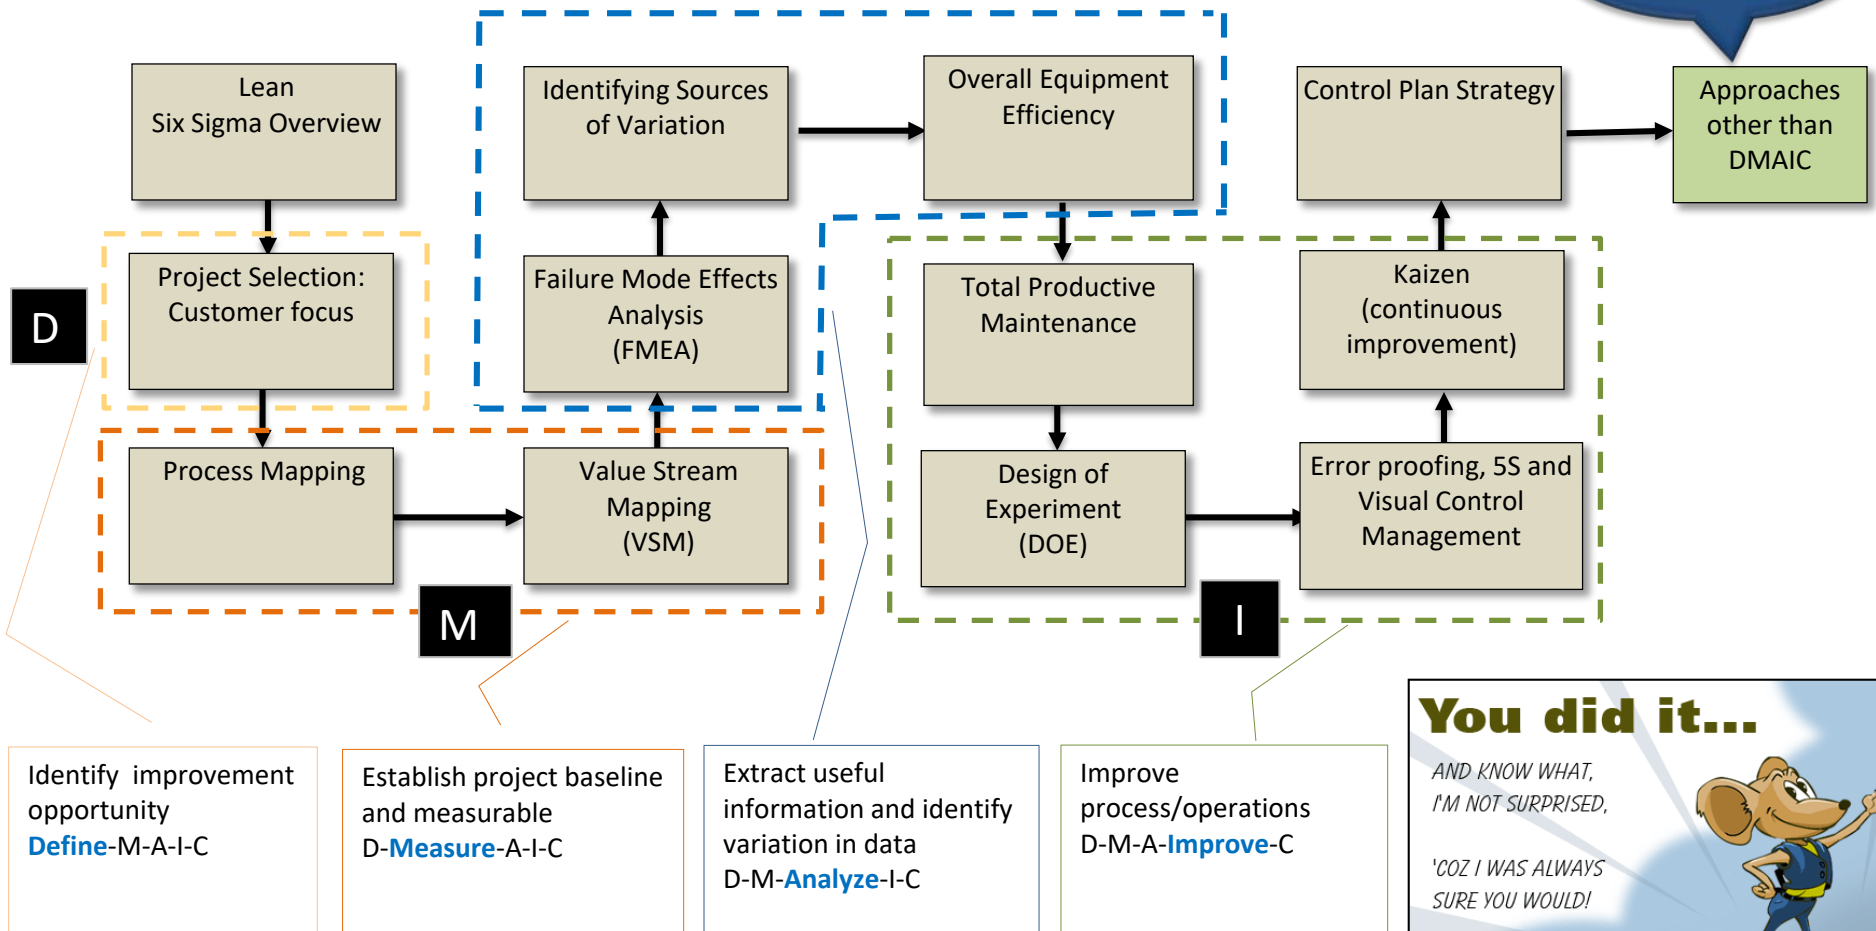 Lean
Six Sigma Overview
Identifying Sources
of Variation
Overall Equipment
Efficiency
Control Plan Strategy
Approaches
other than
DMAIC
D
Project Selection:
Customer focus
Failure Mode Effects
Analysis
(FMEA)
Total Productive
Maintenance
Kaizen
(continuous
improvement)
Process Mapping
Value Stream
Mapping
(VSM)
Design of
Experiment
(DOE)
Error proofing, 5S and
Visual Control
Management
M
I
Identify improvement
opportunity
Define-M-A-I-C
Establish project baseline
and measurable
D-Measure-A-I-C
Extract useful
information and identify
variation in data
D-M-Analyze-I-C
Improve
process/operations
D-M-A-Improve-C
You did it...
AND KNOW WHAT,
I'M NOT SURPRISED,
'COZ I WAS ALWAYS
SURE YOU WOULD!